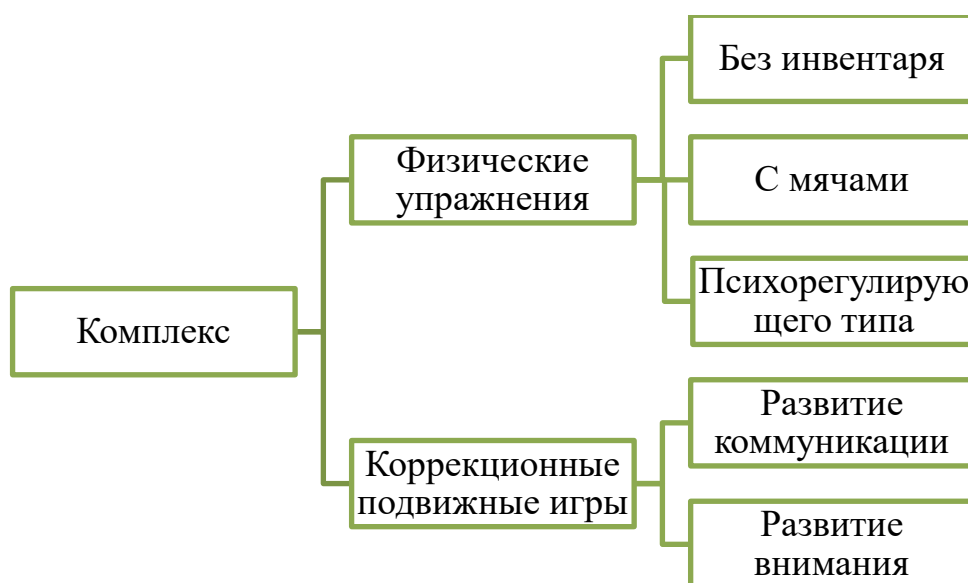 Комплекс
Физические
упражнения
Без инвентаря
С мячами
Психорегулирую
щего типа
Коррекционные
подвижные игры
Развитие
коммуникации
Развитие
внимания